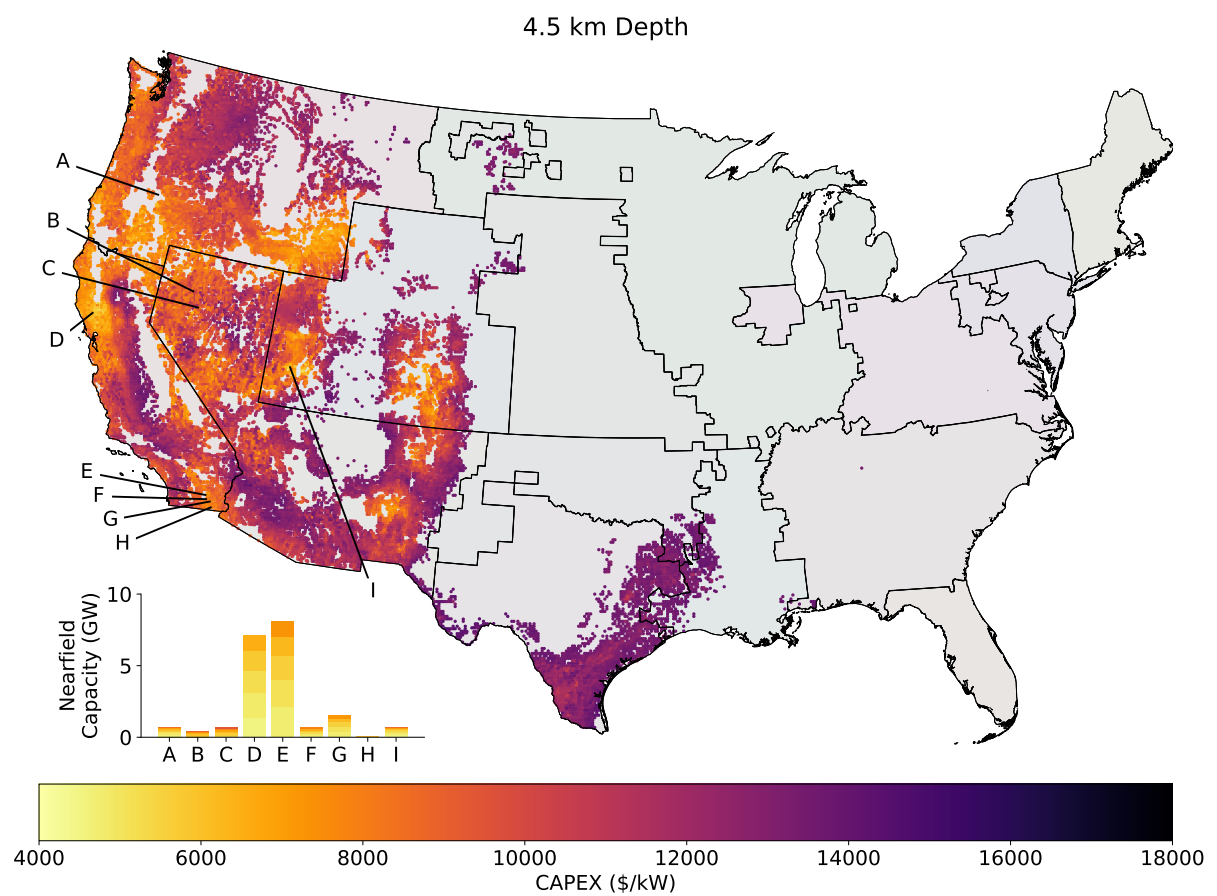 4.5 km Depth
A
B
C
D
E
F
G
H
I
10
5
0
Nearfield
Capacity (GW)
A B C D E F G H I
4000 6000 8000 10000 12000 14000 16000 18000
CAPEX ($/kW)